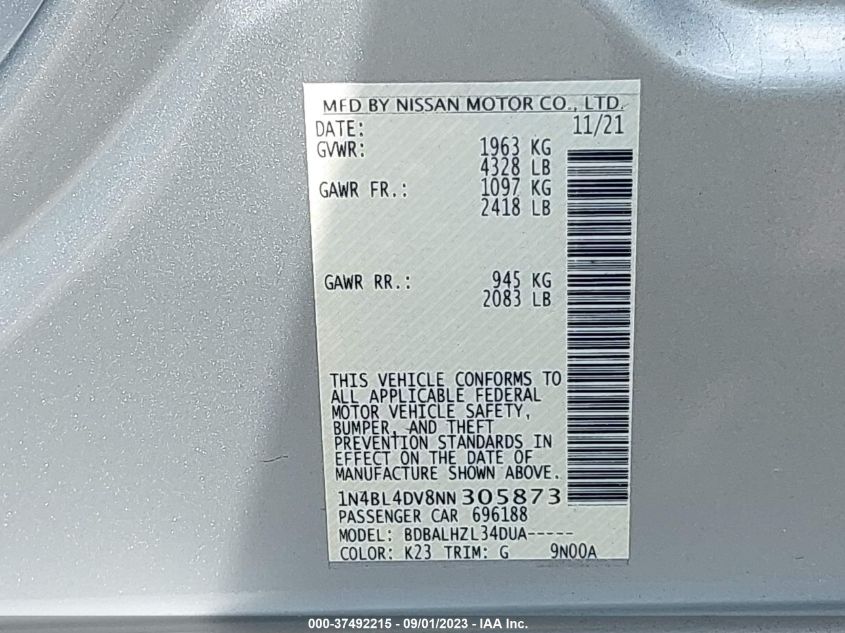 MFD BY NISSAN MOTOR CO., LTD.
DATE: 11/21
GVWR: 1963 KG
4328 LB
GAWR FR.: 1097 KG
2418 LB
GAWR RR.: 945 KG
2083 LB
THIS VEHICLE CONFORMS TO
ALL APPLICABLE FEDERAL
MOTOR VEHICLE SAFETY,
BUMPER, AND THEFT
PREVENTION STANDARDS IN
EFFECT ON THE DATE OF
MANUFACTURE SHOWN ABOVE.
1N4BL4DV8NN305873
PASSENGER CAR 696188
MODEL: BDBALHZL34DUA-----
COLOR: K23 TRIM: G 9N00A
000-37492215 - 09/01/2023 - IAA Inc.